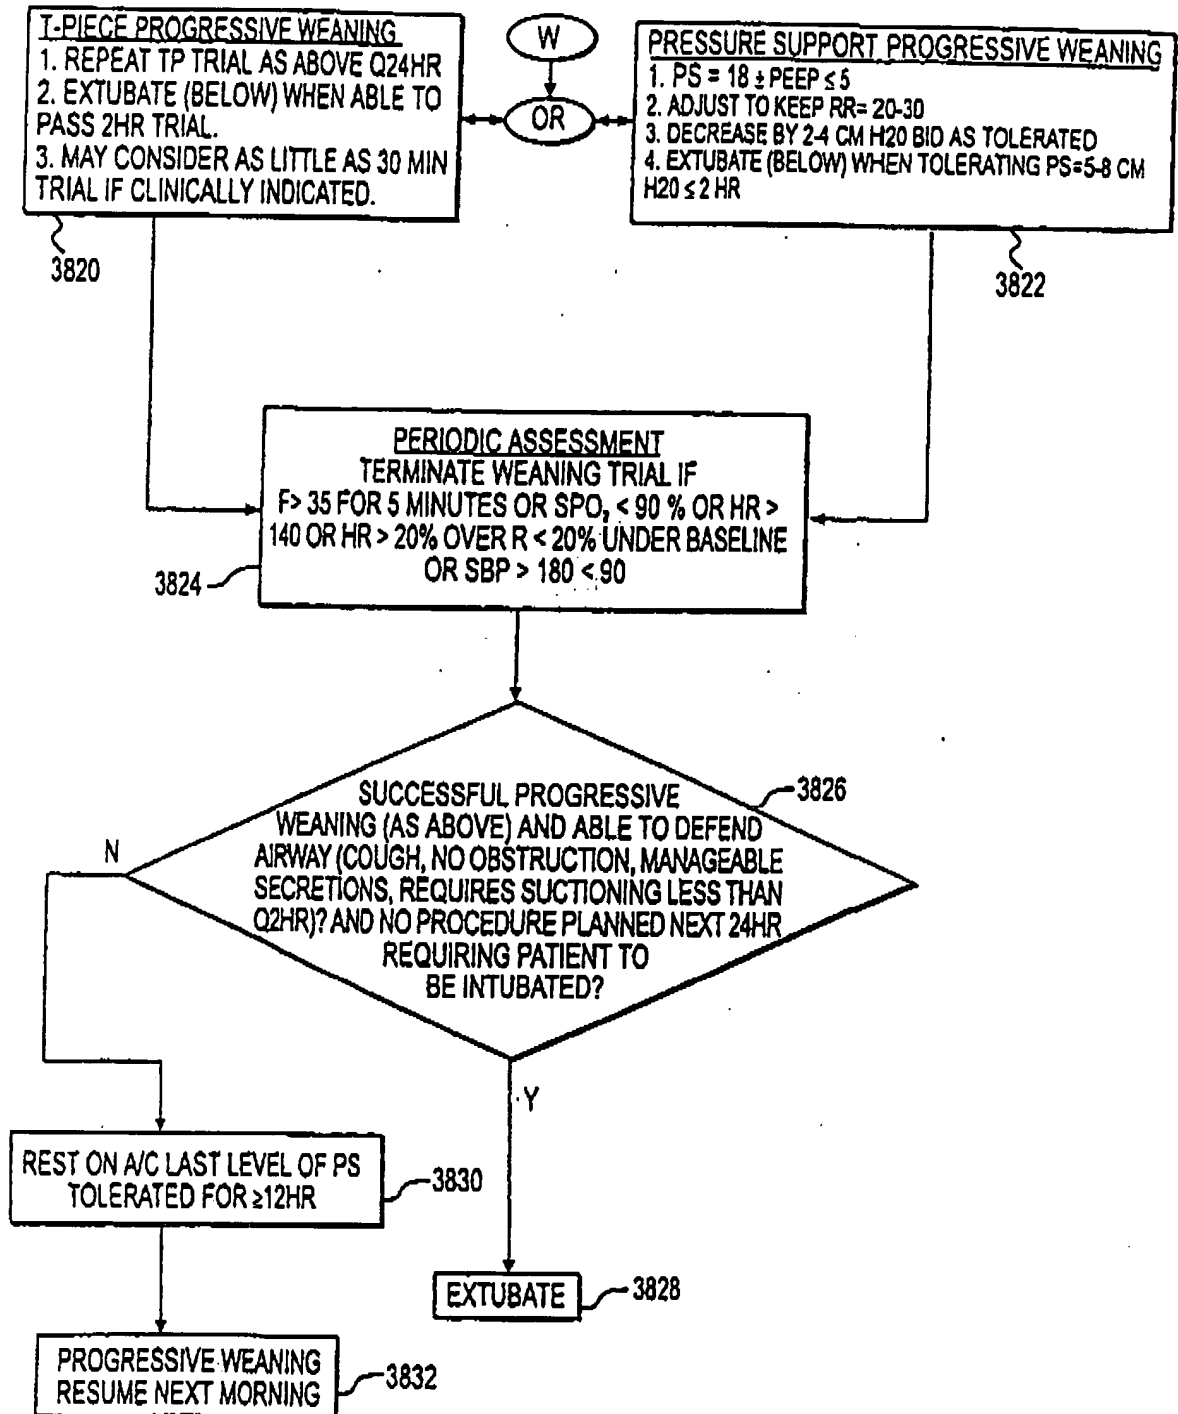 T-PIECE PROGRESSIVE WEANING
1. REPEAT TP TRIAL AS ABOVE Q24HR
2. EXTUBATE (BELOW) WHEN ABLE TO
PASS 2HR TRIAL.
3. MAY CONSIDER AS LITTLE AS 30 MIN
TRIAL IF CLINICALLY INDICATED.
3820
W
OR
PRESSURE SUPPORT PROGRESSIVE WEANING
1. PS = 18 ± PEEP ≤ 5
2. ADJUST TO KEEP RR= 20-30
3. DECREASE BY 2-4 CM H20 BID AS TOLERATED
4. EXTUBATE (BELOW) WHEN TOLERATING PS=5-8 CM
H20 ≤ 2 HR
3822
PERIODIC ASSESSMENT
TERMINATE WEANING TRIAL IF
F> 35 FOR 5 MINUTES OR SPO₂ < 90 % OR HR >
140 OR HR > 20% OVER R < 20% UNDER BASELINE
OR SBP > 180 < 90
3824
SUCCESSFUL PROGRESSIVE
WEANING (AS ABOVE) AND ABLE TO DEFEND
AIRWAY (COUGH, NO OBSTRUCTION, MANAGEABLE
SECRETIONS, REQUIRES SUCTIONING LESS THAN
Q2HR)? AND NO PROCEDURE PLANNED NEXT 24HR
REQUIRING PATIENT TO
BE INTUBATED?
3826
N
Y
REST ON A/C LAST LEVEL OF PS
TOLERATED FOR ≥12HR
3830
EXTUBATE
3828
PROGRESSIVE WEANING
RESUME NEXT MORNING
3832